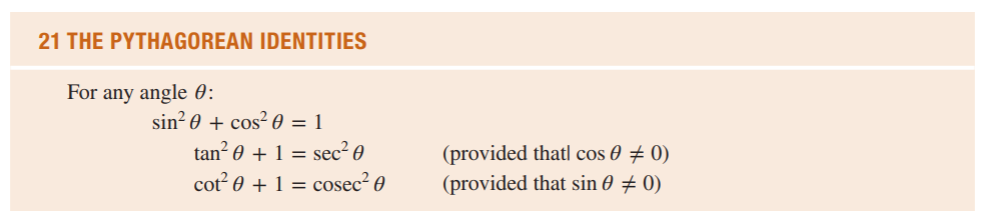 21 THE PYTHAGOREAN IDENTITIES
For any angle θ:
sin² θ + cos² θ = 1
tan² θ + 1 = sec² θ (provided that| cos θ ≠ 0)
cot² θ + 1 = cosec² θ (provided that sin θ ≠ 0)